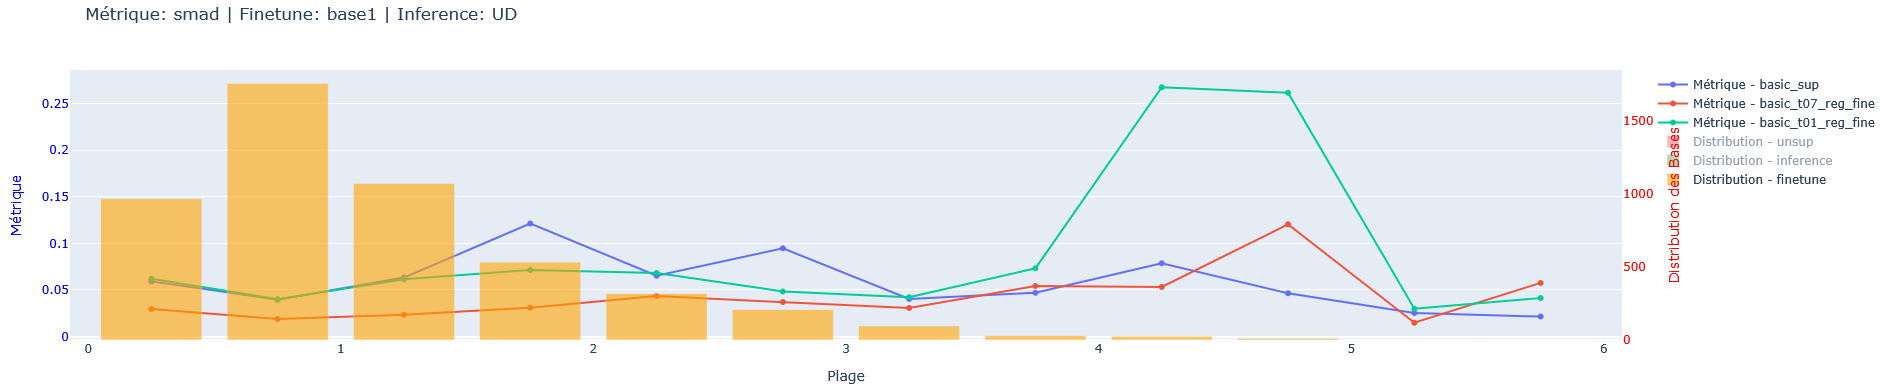 Métrique: smad | Finetune: base1 | Inference: UD
Métrique - basic_sup
Métrique - basic_t07_reg_fine
Métrique - basic_t01_reg_fine
Distribution - unsup
Distribution - inference
Distribution - finetune
Métrique
0.25
0.2
0.15
0.1
0.05
0
Distribution des Bases
1500
1000
500
0
0 1 2 3 4 5 6
Plage